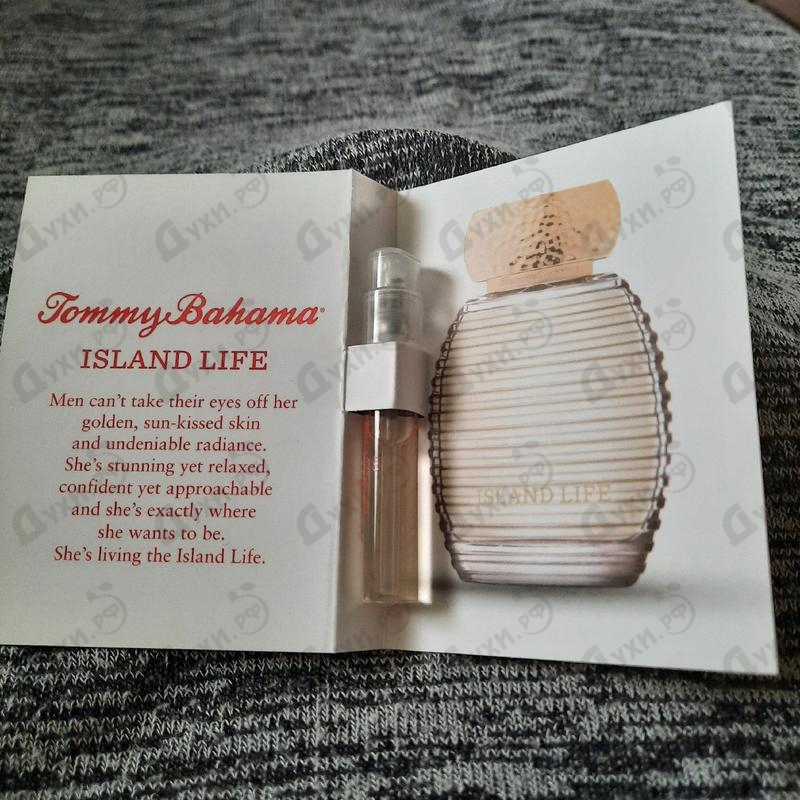 Tommy Bahama®
ISLAND LIFE
Men can't take their eyes off her
golden, sun-kissed skin
and undeniable radiance.
She's stunning yet relaxed,
confident yet approachable
and she's exactly where
she wants to be.
She's living the Island Life.
ISLAND LIFE
Духи.рф